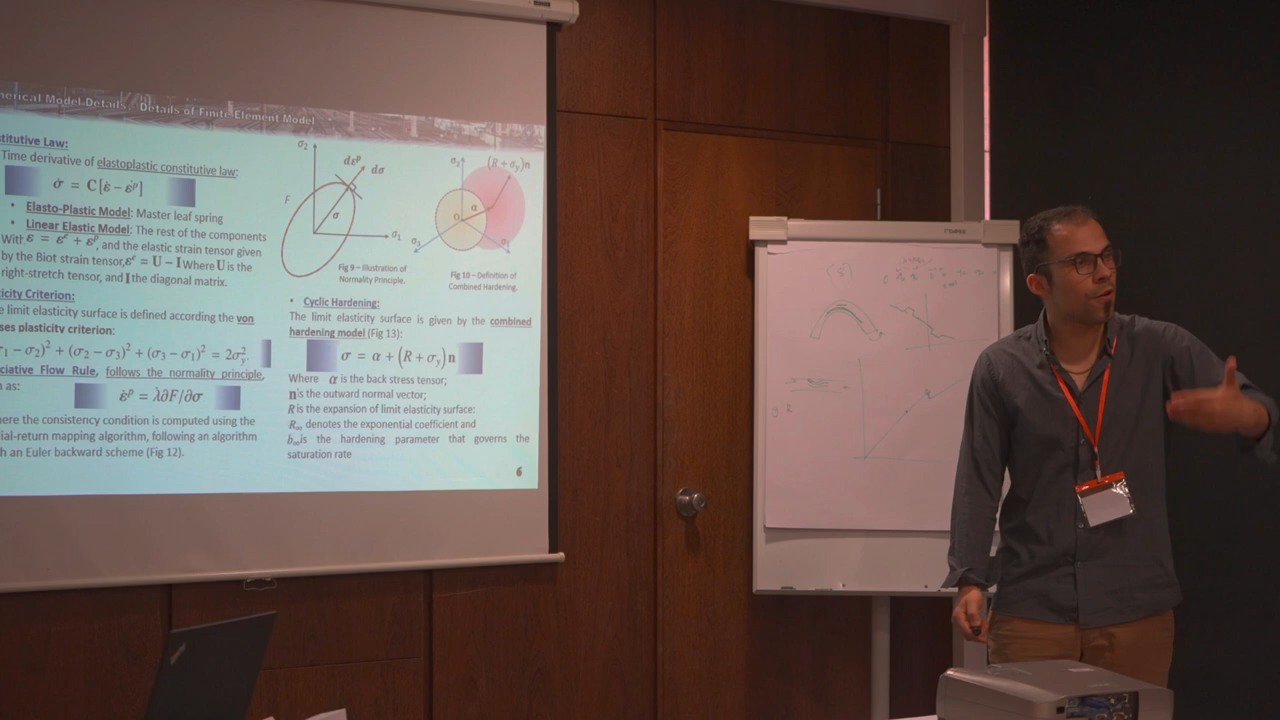 nerical Model Details - Details of Finite Element Model
stitutive Law:
Time derivative of elastoplastic constitutive law:
σ̇ = C[ε̇ − ε̇ᵖ]
• Elasto-Plastic Model: Master leaf spring
• Linear Elastic Model: The rest of the components
With ε = εᵉ + εᵖ, and the elastic strain tensor given
by the Biot strain tensor, εᵉ = U − I Where U is the
right-stretch tensor, and I the diagonal matrix.
ticity Criterion:
e limit elasticity surface is defined according the von
ses plasticity criterion:
σ₁ − σ₂)² + (σ₂ − σ₃)² + (σ₃ − σ₁)² = 2σ²y.
ciative Flow Rule, follows the normality principle,
as:
ε̇ᵖ = λ̇∂F/∂σ
ere the consistency condition is computed using the
ial-return mapping algorithm, following an algorithm
h an Euler backward scheme (Fig 12).
σ₂
dεᵖ
dσ
F
σ
σ₁
Fig 9 – Illustration of
Normality Principle.
σ₂
(R + σy)n
α
O
σ₃
σ₁
Fig 10 – Definition of
Combined Hardening.
• Cyclic Hardening:
The limit elasticity surface is given by the combined
hardening model (Fig 13):
σ = α + (R + σy)n
Where α is the back stress tensor;
n is the outward normal vector;
R is the expansion of limit elasticity surface:
R∞ denotes the exponential coefficient and
b∞ is the hardening parameter that governs the
saturation rate
6